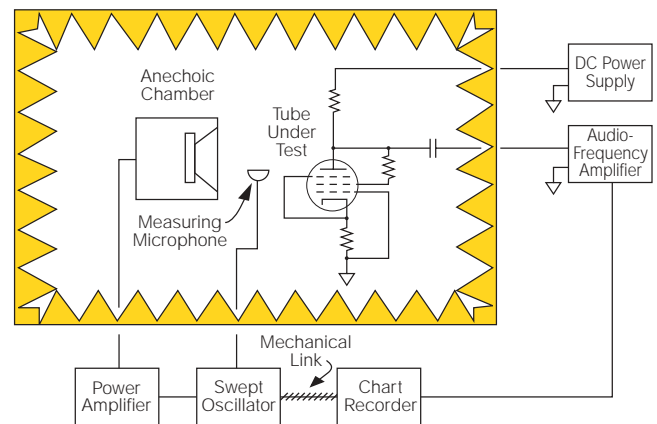 Anechoic
Chamber
Tube
Under
Test
Measuring
Microphone
DC Power
Supply
Audio-
Frequency
Amplifier
Mechanical
Link
Power
Amplifier
Swept
Oscillator
Chart
Recorder